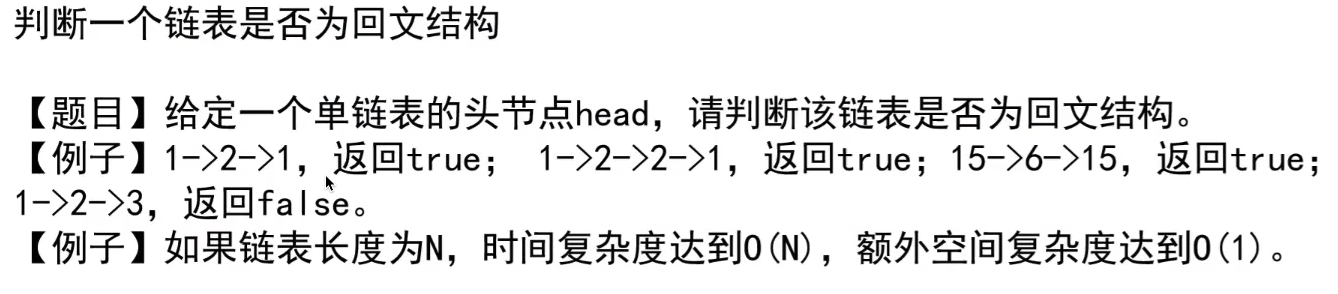 判断一个链表是否为回文结构
【题目】给定一个单链表的头节点head，请判断该链表是否为回文结构。
【例子】1->2->1，返回true； 1->2->2->1，返回true；15->6->15，返回true；
1->2->3，返回false。
【例子】如果链表长度为N，时间复杂度达到O(N)，额外空间复杂度达到O(1)。